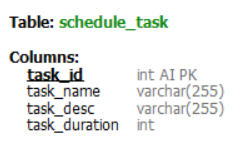 Table: schedule_task
Columns:
task_id int AI PK
task_name varchar(255)
task_desc varchar(255)
task_duration int